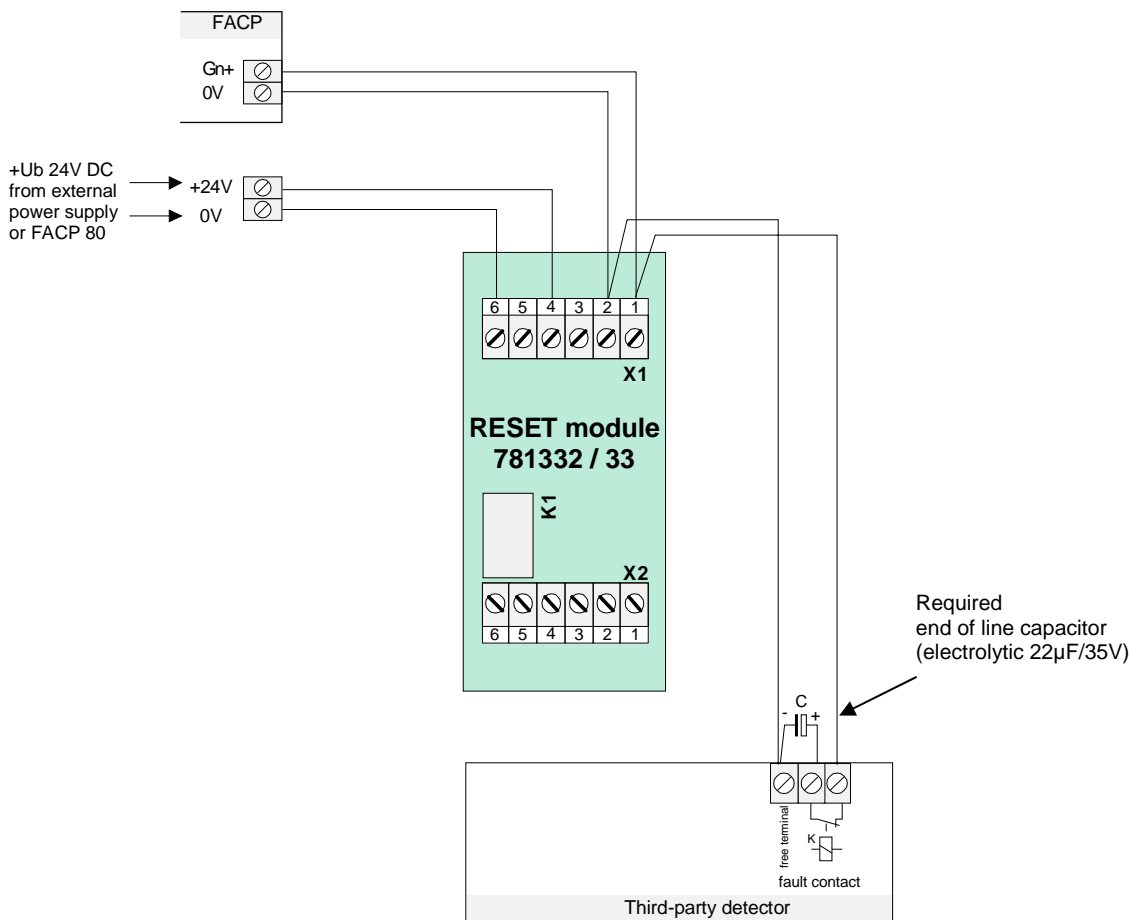 FACP
Gn+
0V
+Ub 24V DC
from external
power supply
or FACP 80
+24V
0V
6 5 4 3 2 1
X1
RESET module
781332 / 33
K1
X2
6 5 4 3 2 1
Required
end of line capacitor
(electrolytic 22µF/35V)
C
- +
free terminal
K
fault contact
Third-party detector